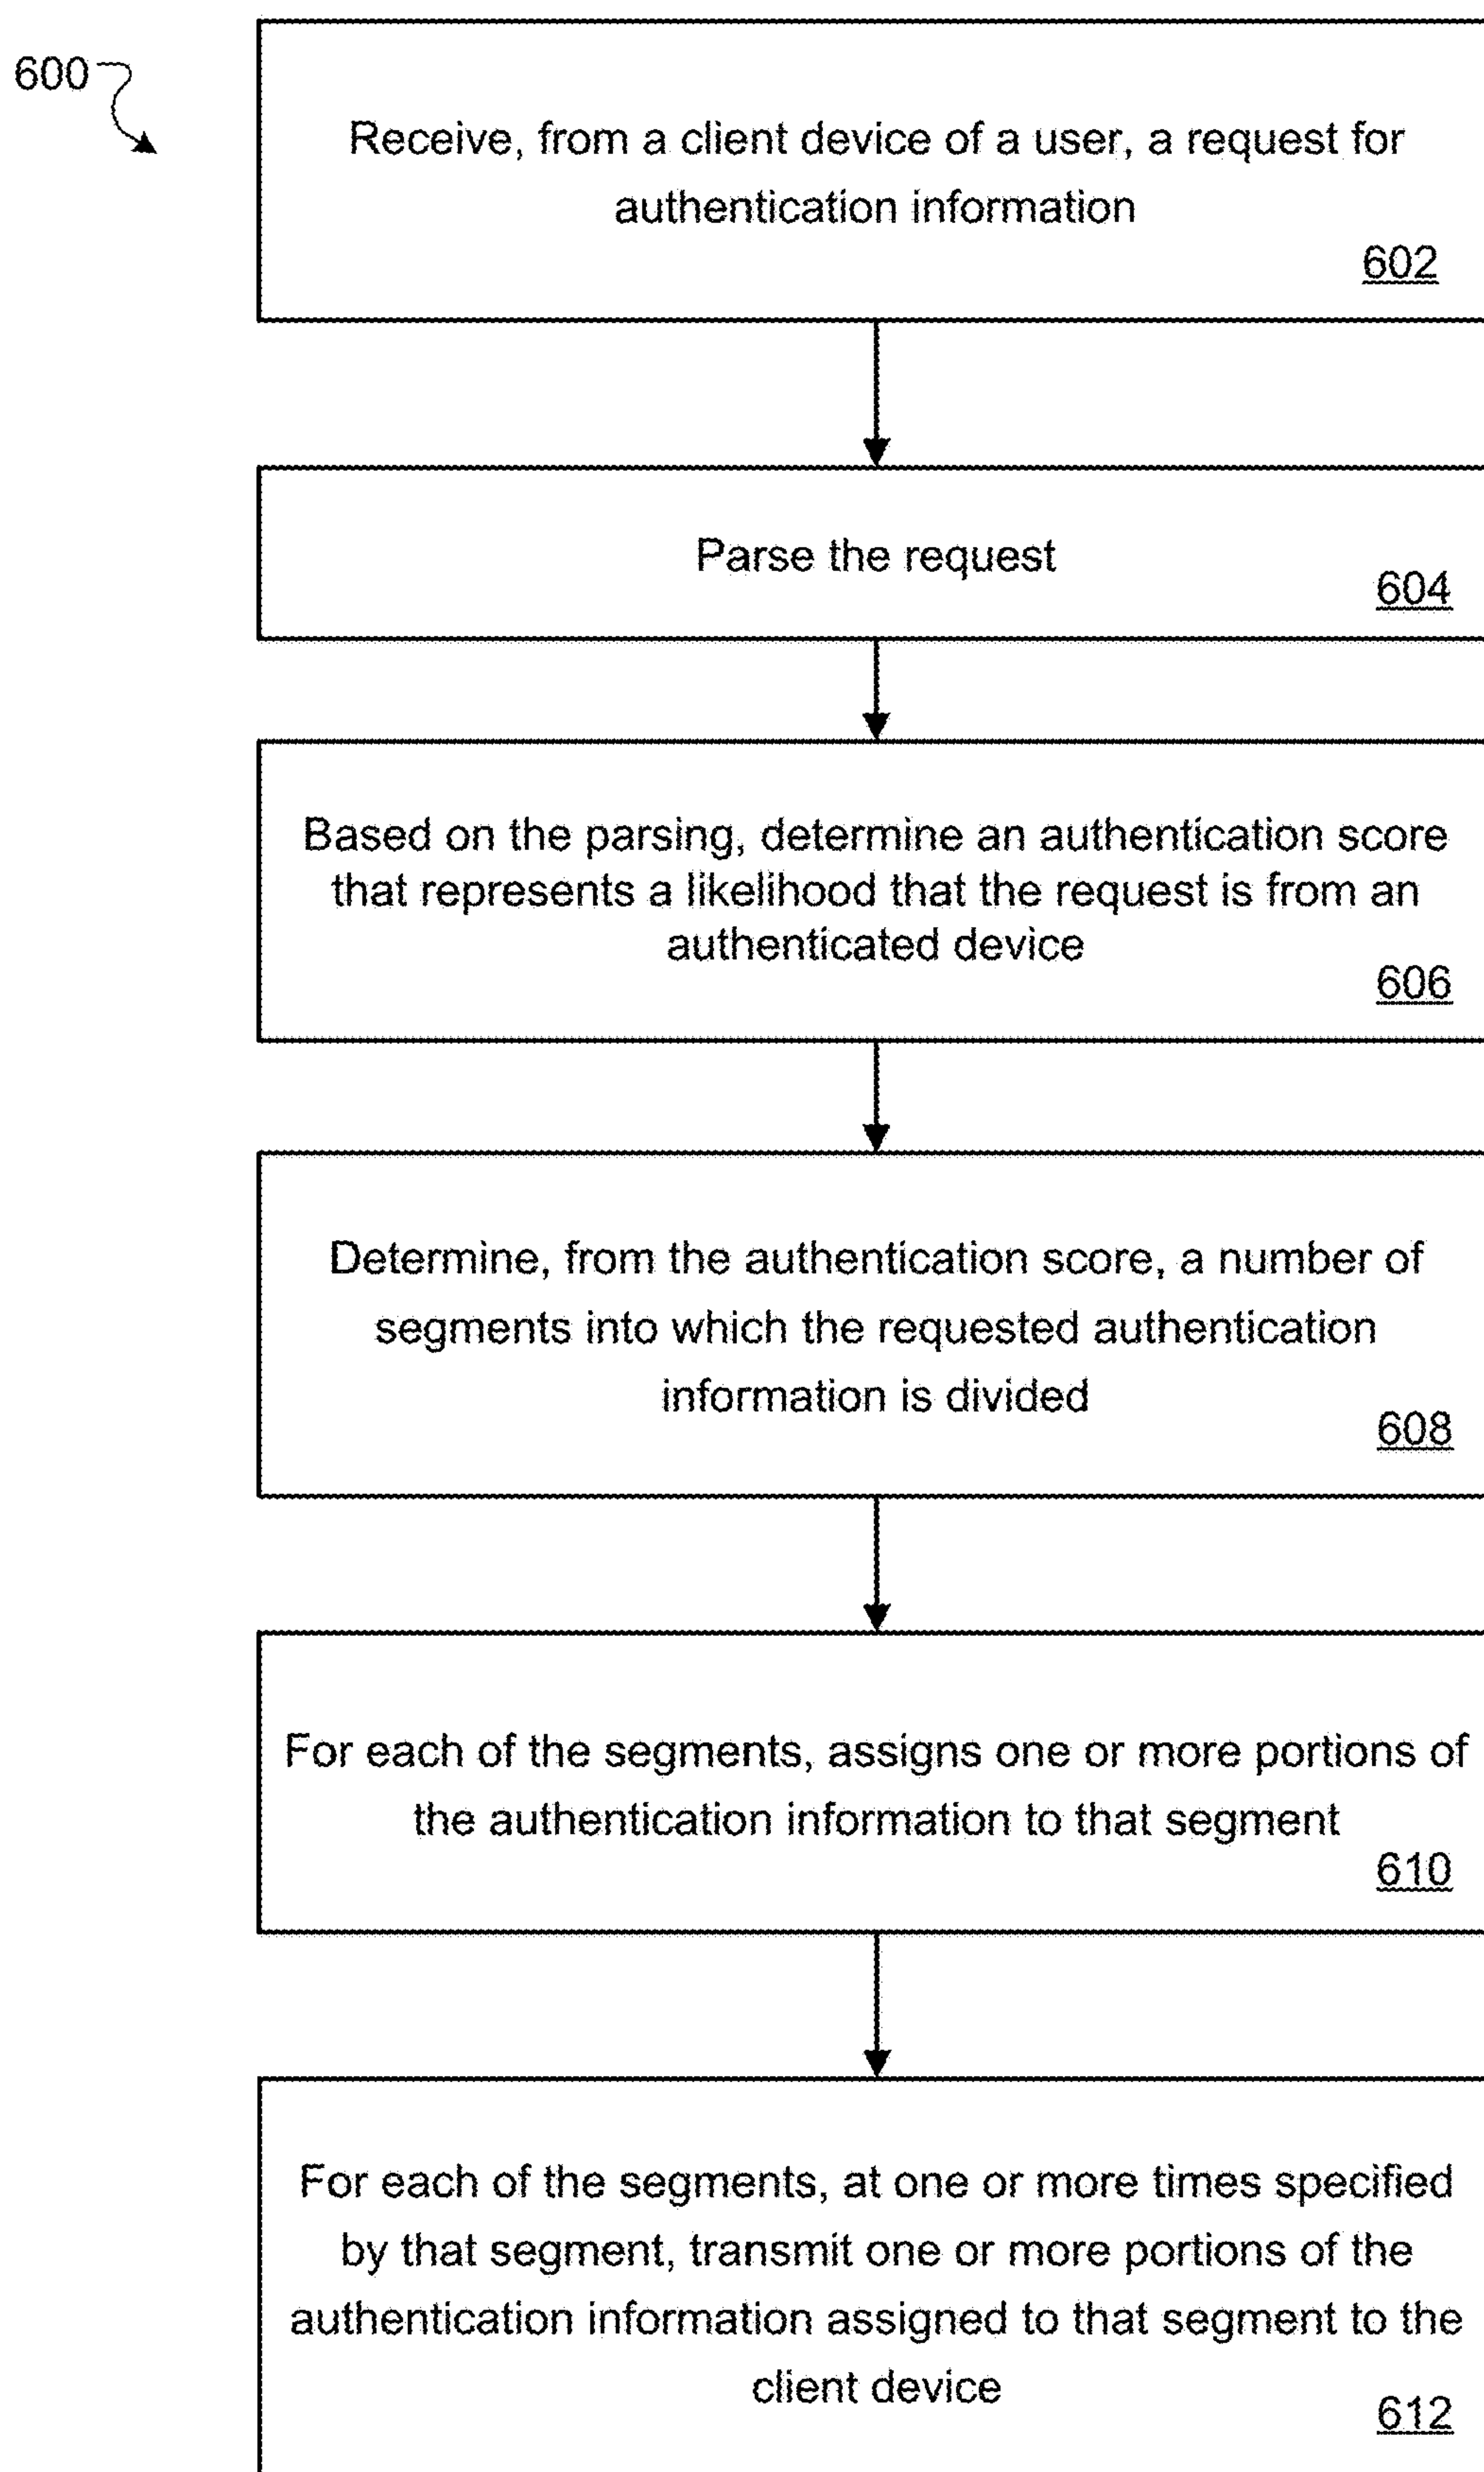 600
Receive, from a client device of a user, a request for
authentication information
602
Parse the request
604
Based on the parsing, determine an authentication score
that represents a likelihood that the request is from an
authenticated device
606
Determine, from the authentication score, a number of
segments into which the requested authentication
information is divided
608
For each of the segments, assigns one or more portions of
the authentication information to that segment
610
For each of the segments, at one or more times specified
by that segment, transmit one or more portions of the
authentication information assigned to that segment to the
client device
612